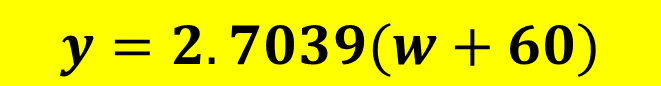 y = 2.7039(w + 60)